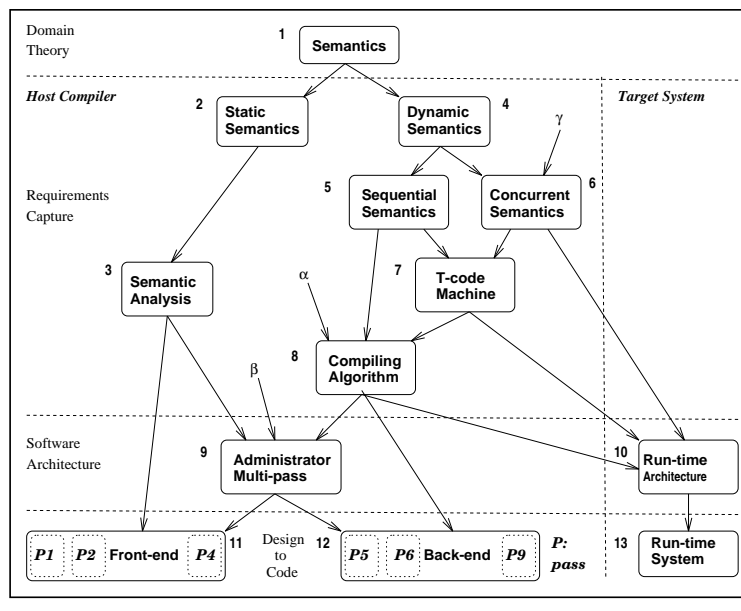 Domain
Theory
1
Semantics
Host Compiler
Target System
2
Static
Semantics
4
Dynamic
Semantics
γ
Requirements
Capture
5
Sequential
Semantics
6
Concurrent
Semantics
3
Semantic
Analysis
α
7
T-code
Machine
8
Compiling
Algorithm
β
Software
Architecture
9
Administrator
Multi-pass
10
Run-time
Architecture
P1 P2 Front-end P4
11
Design
to
Code
12
P5 P6 Back-end P9
P:
pass
13
Run-time
System